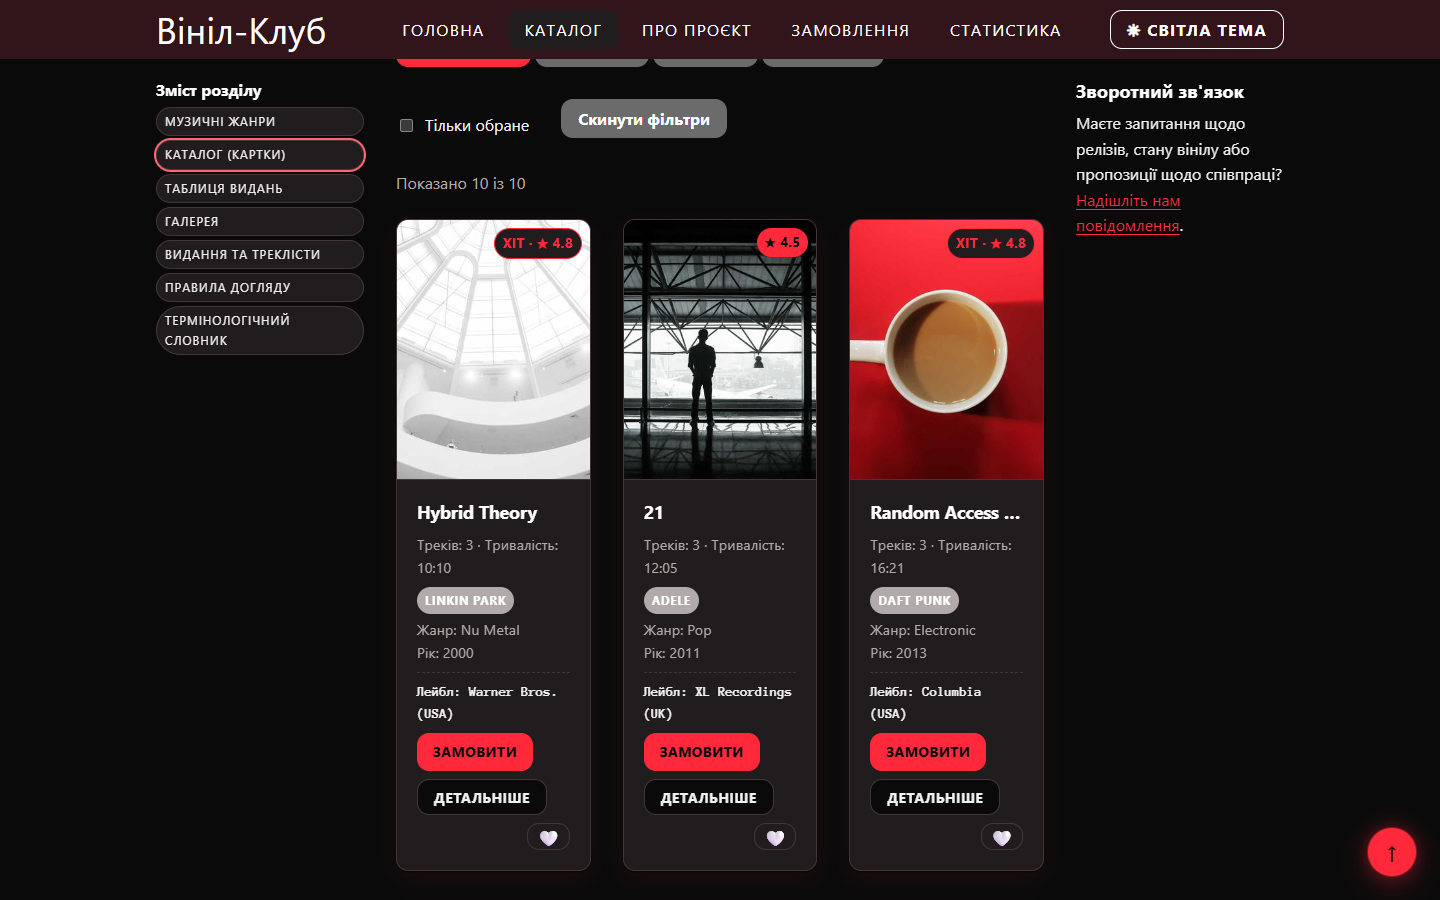 Вініл-Клуб
ГОЛОВНА
КАТАЛОГ
ПРО ПРОЄКТ
ЗАМОВЛЕННЯ
СТАТИСТИКА
СВІТЛА ТЕМА
Зміст розділу
МУЗИЧНІ ЖАНРИ
КАТАЛОГ (КАРТКИ)
ТАБЛИЦЯ ВИДАНЬ
ГАЛЕРЕЯ
ВИДАННЯ ТА ТРЕКЛІСТИ
ПРАВИЛА ДОГЛЯДУ
ТЕРМІНОЛОГІЧНИЙ
СЛОВНИК
Тільки обране
Скинути фільтри
Показано 10 із 10
ХІТ · ★ 4.8
Hybrid Theory
Треків: 3 · Тривалість:
10:10
LINKIN PARK
Жанр: Nu Metal
Рік: 2000
Лейбл: Warner Bros.
(USA)
ЗАМОВИТИ
ДЕТАЛЬНІШЕ
★ 4.5
21
Треків: 3 · Тривалість:
12:05
ADELE
Жанр: Pop
Рік: 2011
Лейбл: XL Recordings
(UK)
ЗАМОВИТИ
ДЕТАЛЬНІШЕ
ХІТ · ★ 4.8
Random Access ...
Треків: 3 · Тривалість:
16:21
DAFT PUNK
Жанр: Electronic
Рік: 2013
Лейбл: Columbia
(USA)
ЗАМОВИТИ
ДЕТАЛЬНІШЕ
Зворотний зв'язок
Маєте запитання щодо
релізів, стану вінілу або
пропозиції щодо співпраці?
Надішліть нам
повідомлення.
↑